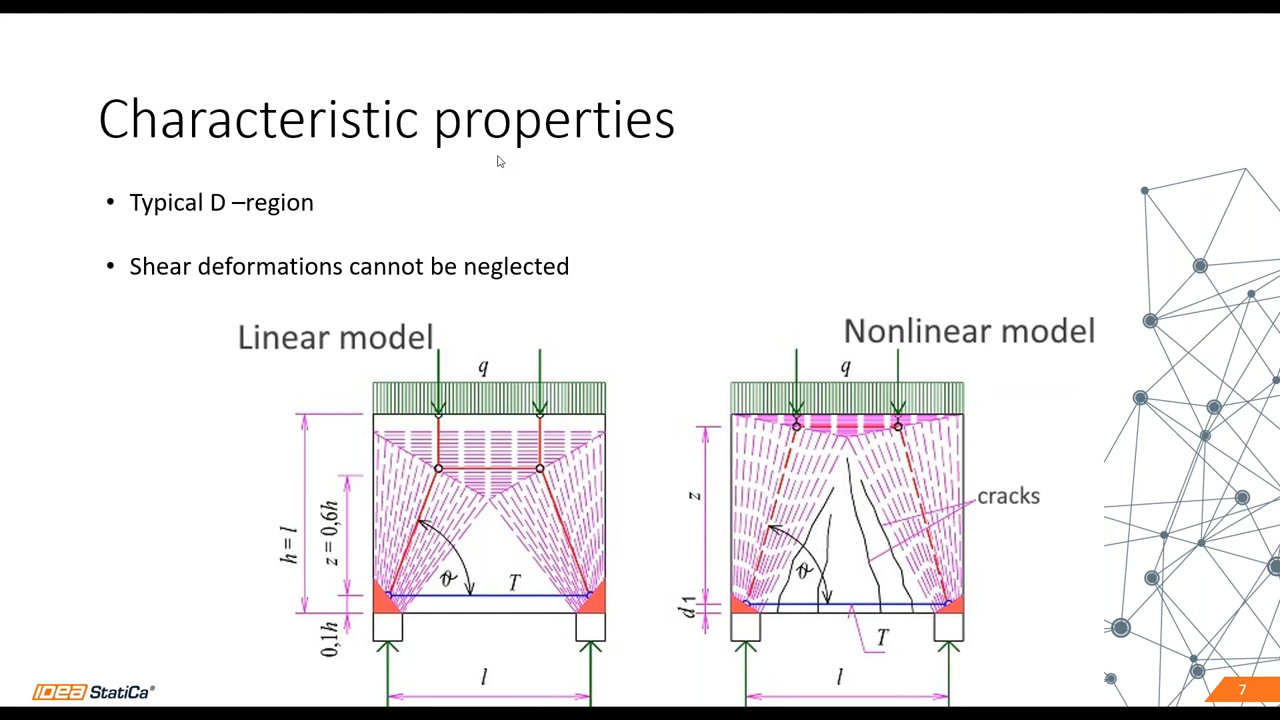 Characteristic properties
• Typical D –region
• Shear deformations cannot be neglected
Linear model
Nonlinear model
q
q
h = l
z = 0,6h
0,1h
ϑ
T
l
z
d1
ϑ
cracks
T
l
IDEA StatiCa®
7